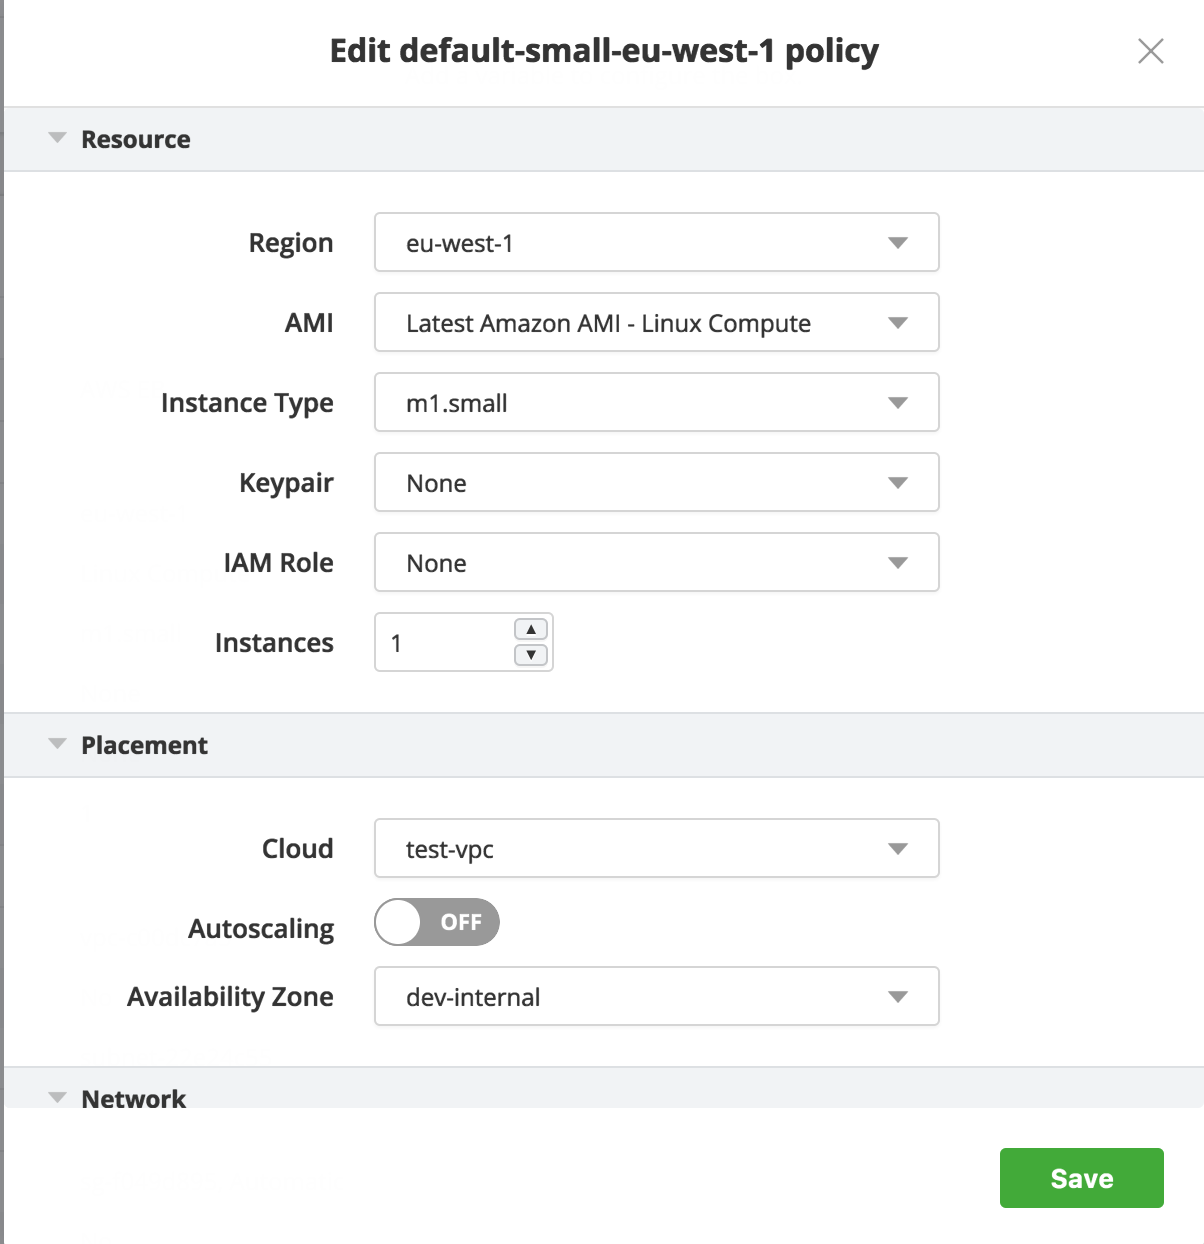 Edit default-small-eu-west-1 policy
Resource
Region eu-west-1
AMI Latest Amazon AMI - Linux Compute
Instance Type m1.small
Keypair None
IAM Role None
Instances 1
Placement
Cloud test-vpc
Autoscaling OFF
Availability Zone dev-internal
Network
Save